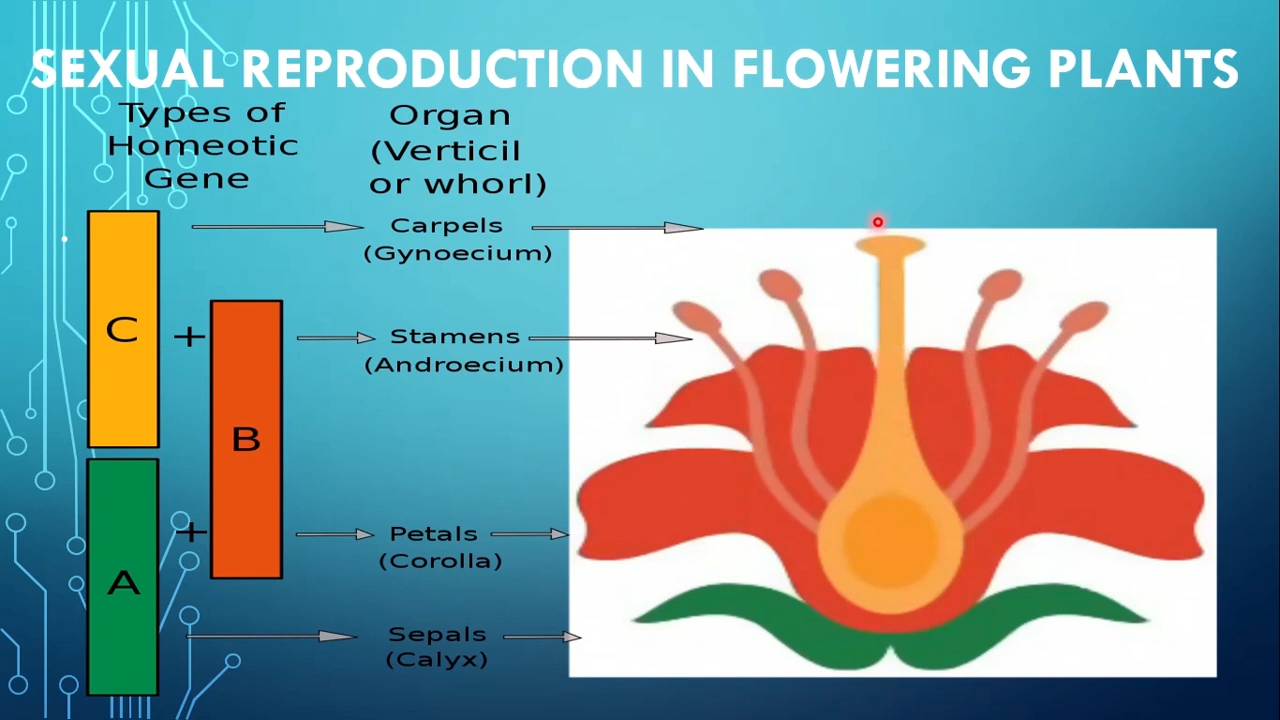 SEXUAL REPRODUCTION IN FLOWERING PLANTS
Types of
Homeotic
Gene
Organ
(Verticil
or whorl)
Carpels
(Gynoecium)
C
+
B
Stamens
(Androecium)
A
+
Petals
(Corolla)
Sepals
(Calyx)